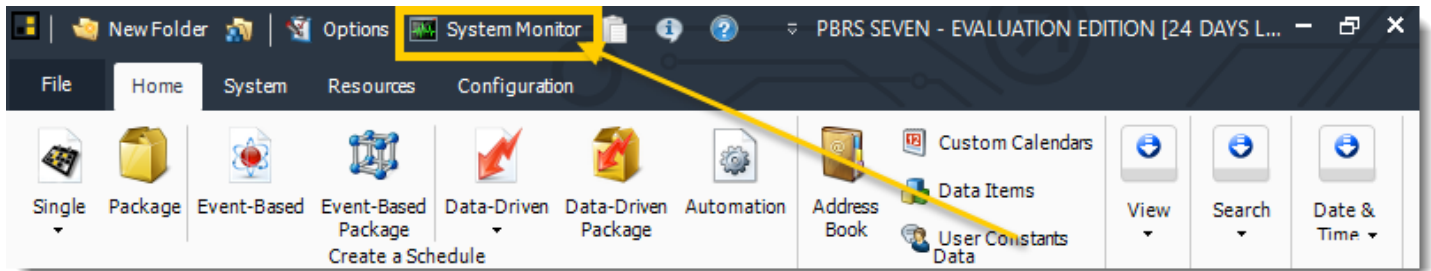 New Folder Options System Monitor PBRS SEVEN - EVALUATION EDITION [24 DAYS L...
File Home System Resources Configuration
Single Package Event-Based Event-Based Package Data-Driven Data-Driven Package Automation
Create a Schedule
Address Book
Custom Calendars
Data Items
User Constants
Data
View Search Date & Time